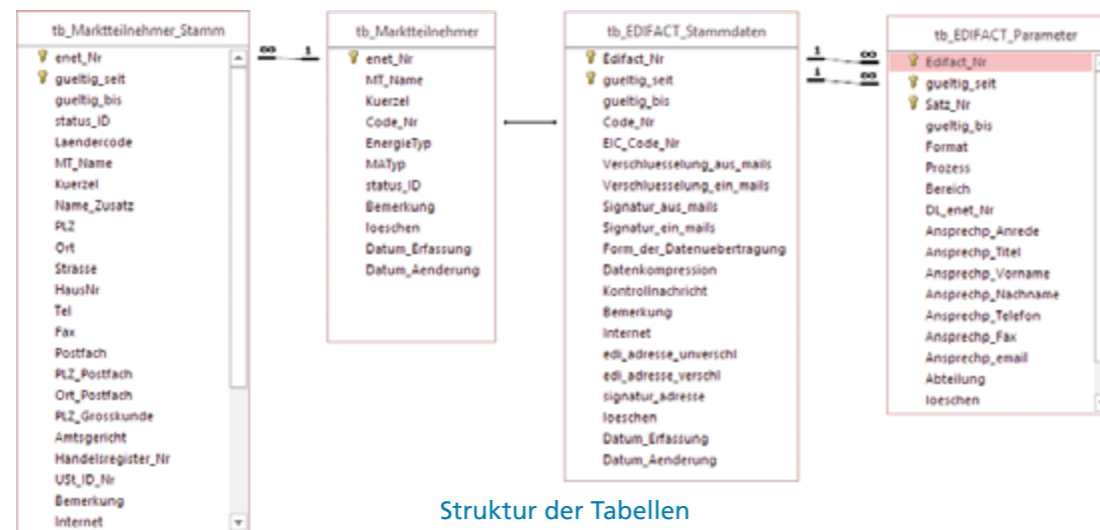 tb_Marktteilnehmer_Stamm
enet_Nr
gueltig_seit
gueltig_bis
status_ID
Laendercode
MT_Name
Kuerzel
Name_Zusatz
PLZ
Ort
Strasse
HausNr
Tel
Fax
Postfach
PLZ_Postfach
Ort_Postfach
PLZ_Grosskunde
Amtsgericht
Handelsregister_Nr
USt_ID_Nr
Bemerkung
Internet
∞ 1
tb_Marktteilnehmer
enet_Nr
MT_Name
Kuerzel
Code_Nr
EnergieTyp
MATyp
status_ID
Bemerkung
loeschen
Datum_Erfassung
Datum_Aenderung
tb_EDIFACT_Stammdaten
Edifact_Nr
gueltig_seit
gueltig_bis
Code_Nr
EIC_Code_Nr
Verschluesselung_aus_mails
Verschluesselung_ein_mails
Signatur_aus_mails
Signatur_ein_mails
Form_der_Datenuebertragung
Datenkompression
Kontrollnachricht
Bemerkung
Internet
edi_adresse_unverschl
edi_adresse_verschl
signatur_adresse
loeschen
Datum_Erfassung
Datum_Aenderung
1 ∞
1 ∞
tb_EDIFACT_Parameter
Edifact_Nr
gueltig_seit
Satz_Nr
gueltig_bis
Format
Prozess
Bereich
DL_enet_Nr
Ansprechp_Anrede
Ansprechp_Titel
Ansprechp_Vorname
Ansprechp_Nachname
Ansprechp_Telefon
Ansprechp_Fax
Ansprechp_email
Abteilung
loeschen
Struktur der Tabellen